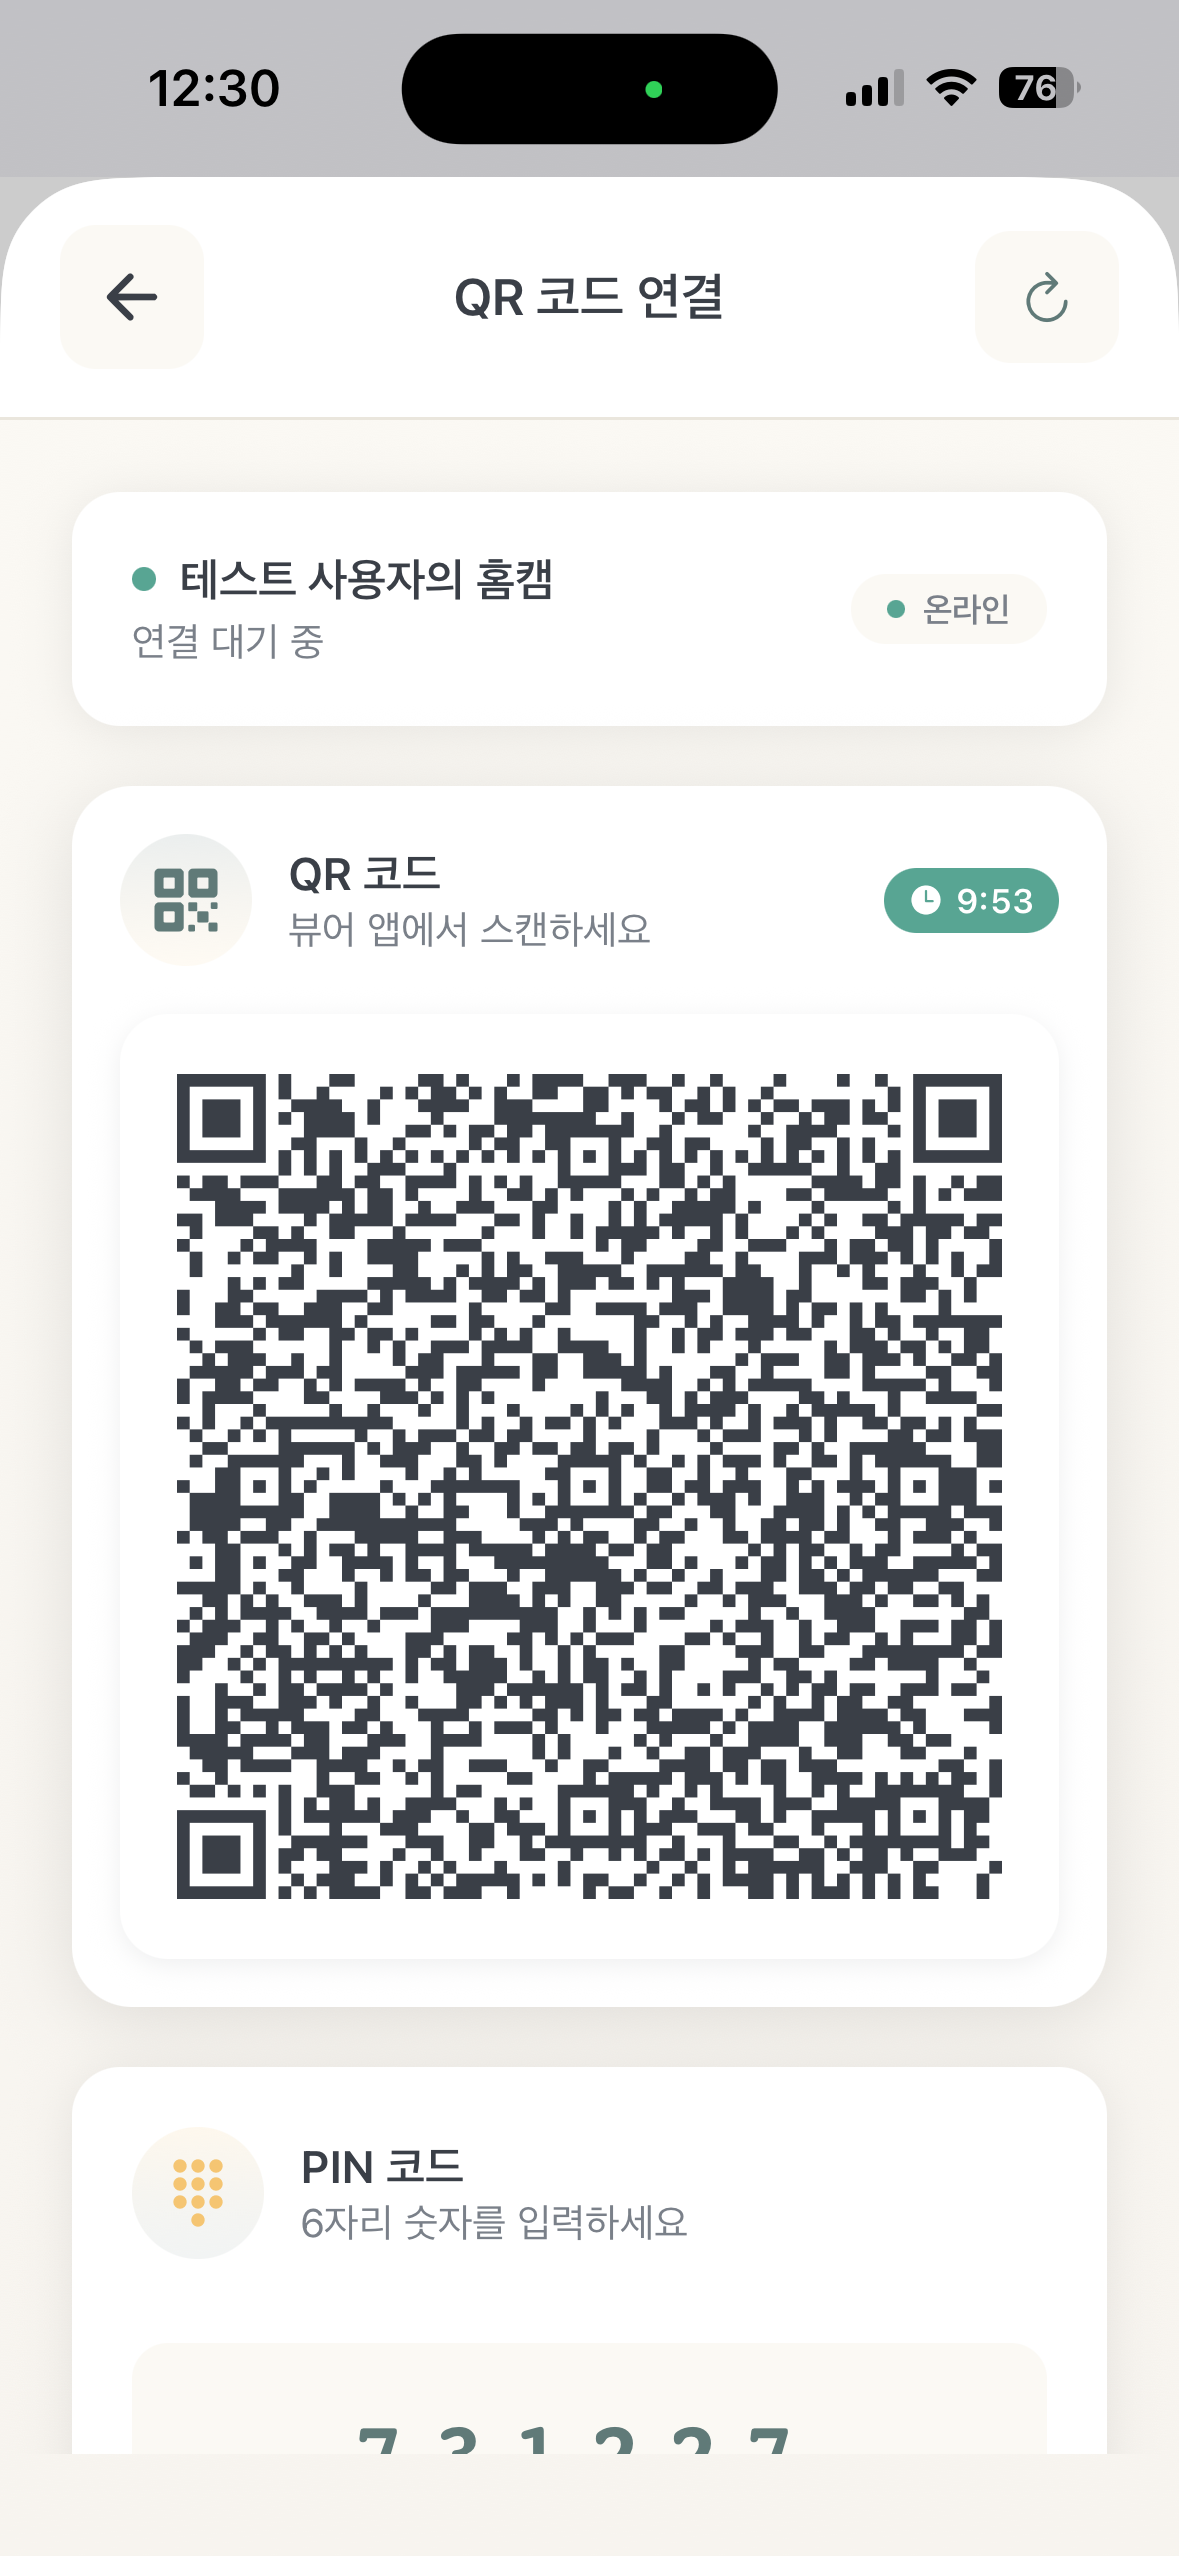 12:30
76
QR 코드 연결
테스트 사용자의 홈캠
연결 대기 중
온라인
QR 코드
뷰어 앱에서 스캔하세요
9:53
PIN 코드
6자리 숫자를 입력하세요